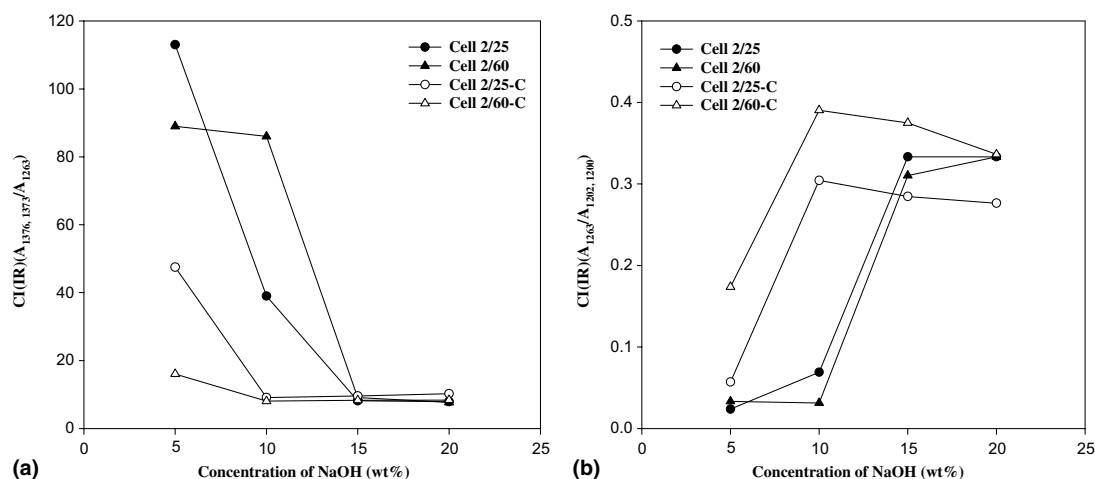 CI(IR)(A1376, 1373/A1263)
120
100
80
60
40
20
0
Cell 2/25
Cell 2/60
Cell 2/25-C
Cell 2/60-C
0 5 10 15 20 25
Concentration of NaOH (wt%)
(a)
CI(IR)(A1263/A1202, 1200)
0.5
0.4
0.3
0.2
0.1
0.0
Cell 2/25
Cell 2/60
Cell 2/25-C
Cell 2/60-C
0 5 10 15 20 25
Concentration of NaOH (wt%)
(b)